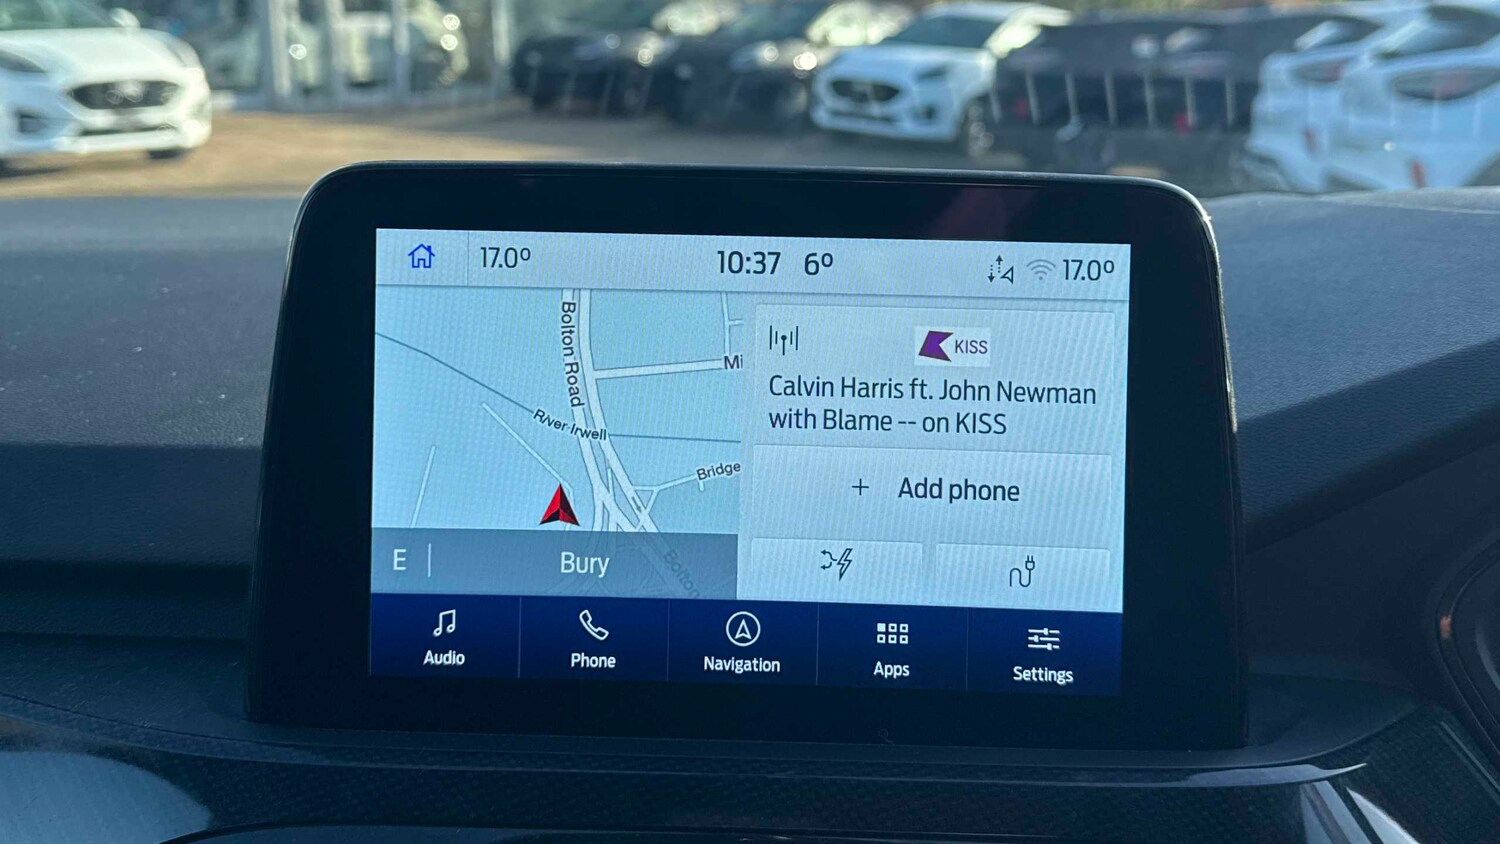 17.0°
10:37 6°
17.0°
Bolton Road
Mi
River Irwell
Bridge
Bolton
E
Bury
KISS
Calvin Harris ft. John Newman
with Blame -- on KISS
+ Add phone
Audio
Phone
Navigation
Apps
Settings